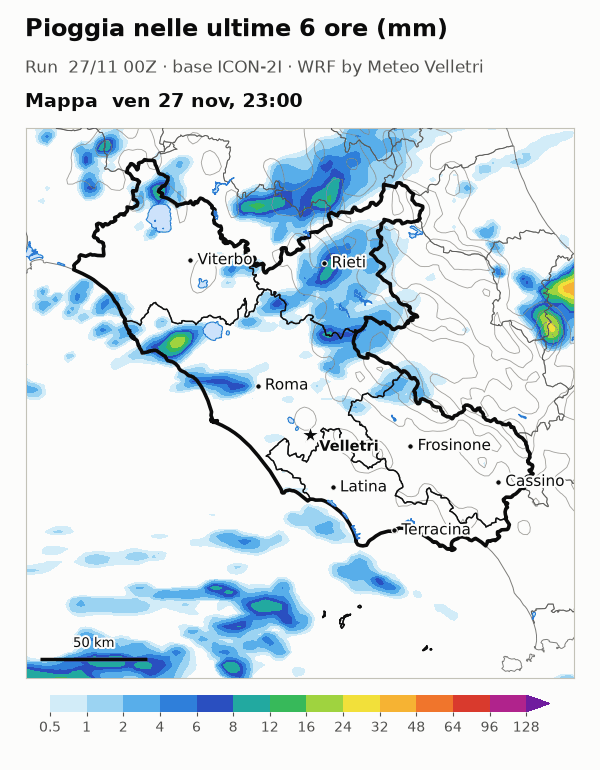 Pioggia nelle ultime 6 ore (mm)
Run  27/11 00Z · base ICON-2I · WRF by Meteo Velletri
Mappa  ven 27 nov, 23:00
Viterbo
Rieti
Roma
Velletri
Frosinone
Latina
Cassino
Terracina
50 km
0.5 1 2 4 6 8 12 16 24 32 48 64 96 128